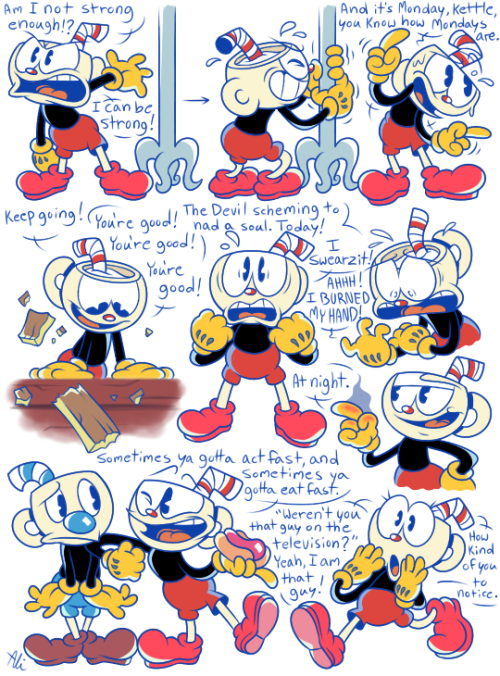 Am I not strong
enough!?
I can be
strong!
And it's Monday, Kettle,
you know how Mondays
are.
Keep going!
You're good!
You're good!
You're
good!
The Devil scheming to
nad a soul. Today!
I
Swearzit!
AHHH!
I BURNED
MY HAND!
At night.
Sometimes ya gotta act fast, and
Sometimes ya
gotta eat fast.
"Weren't you
that guy on the
television?"
Yeah, I am
that
guy!
How
Kind
of you
to
notice.
Ali